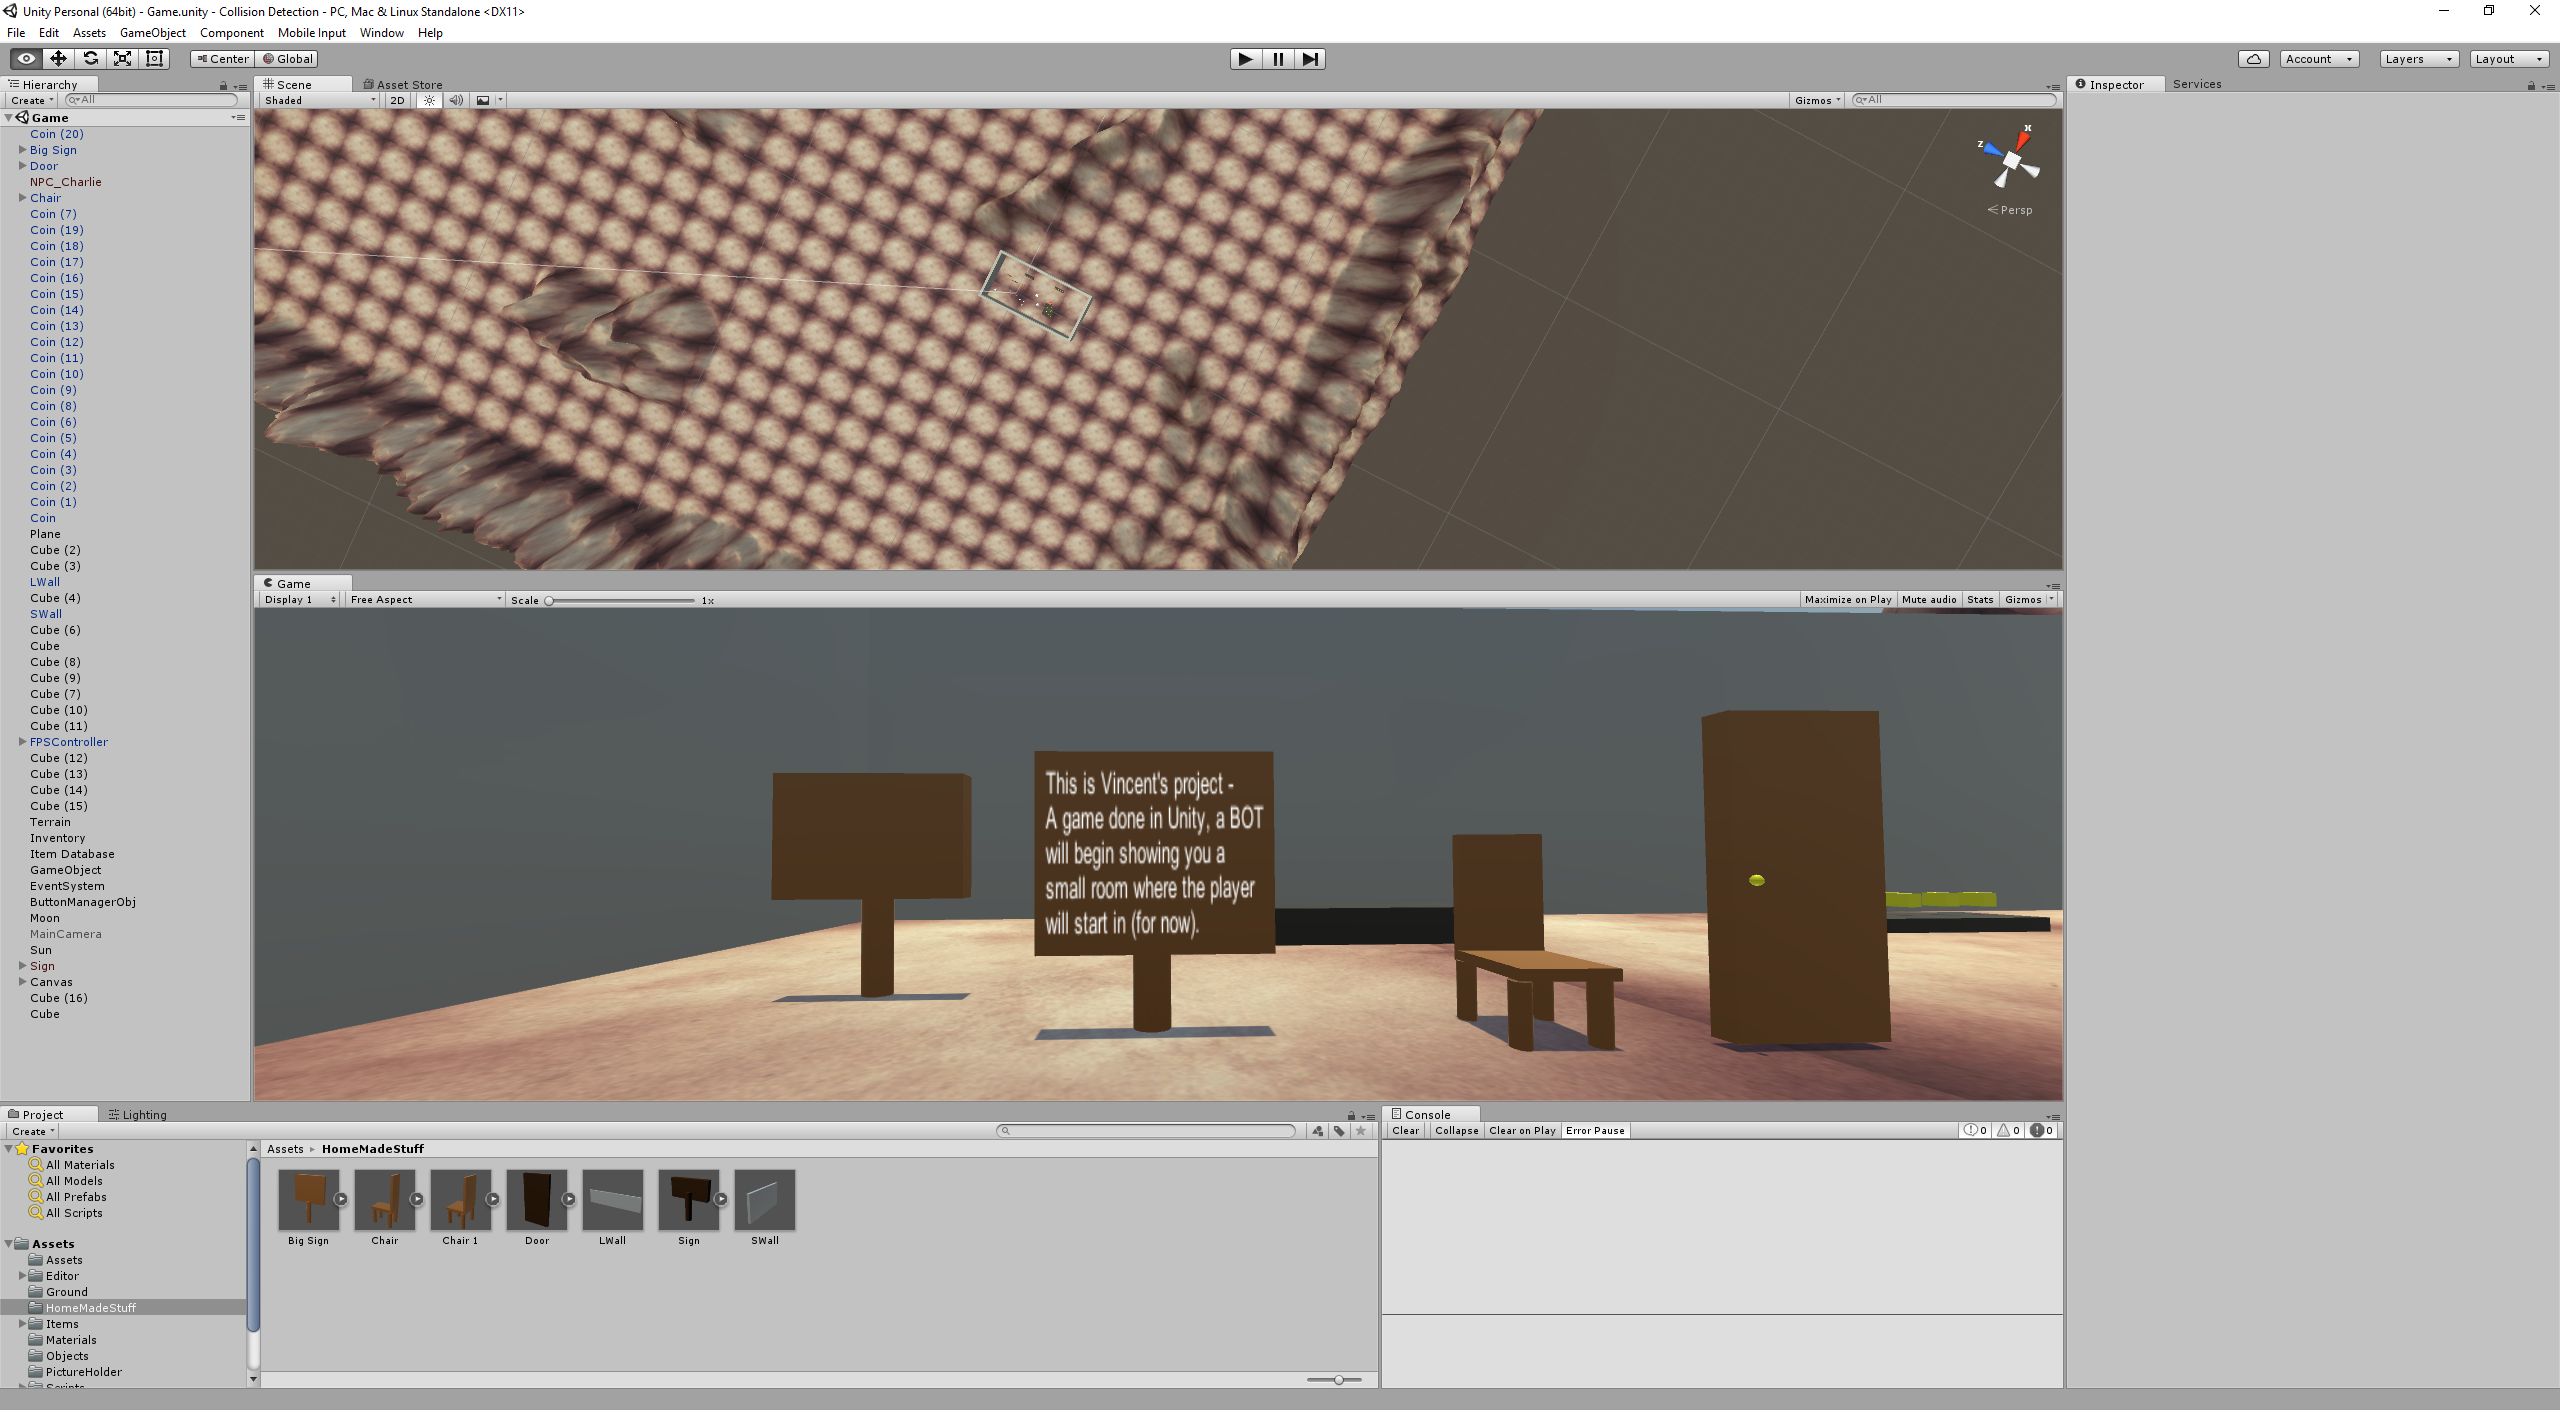 Unity Personal (64bit) - Game.unity - Collision Detection - PC, Mac & Linux Standalone <DX11>
File Edit Assets GameObject Component Mobile Input Window Help
Center Global
Account Layers Layout
Hierarchy
Create All
Game
Coin (20)
Big Sign
Door
NPC_Charlie
Chair
Coin (7)
Coin (19)
Coin (18)
Coin (17)
Coin (16)
Coin (15)
Coin (14)
Coin (13)
Coin (12)
Coin (11)
Coin (10)
Coin (9)
Coin (8)
Coin (6)
Coin (5)
Coin (4)
Coin (3)
Coin (2)
Coin (1)
Coin
Plane
Cube (2)
Cube (3)
LWall
Cube (4)
SWall
Cube (6)
Cube
Cube (8)
Cube (9)
Cube (7)
Cube (10)
Cube (11)
FPSController
Cube (12)
Cube (13)
Cube (14)
Cube (15)
Terrain
Inventory
Item Database
GameObject
EventSystem
ButtonManagerObj
Moon
MainCamera
Sun
Sign
Canvas
Cube (16)
Cube
Scene Asset Store
Shaded 2D Gizmos All
x
z
Persp
Game
Display 1 Free Aspect Scale 1x Maximize on Play Mute audio Stats Gizmos
This is Vincent's project -
A game done in Unity, a BOT
will begin showing you a
small room where the player
will start in (for now).
Inspector Services
Project Lighting
Create
Favorites
All Materials
All Models
All Prefabs
All Scripts
Assets
Assets
Editor
Ground
HomeMadeStuff
Items
Materials
Objects
PictureHolder
Scripts
Assets HomeMadeStuff
Big Sign Chair Chair 1 Door LWall Sign SWall
Console
Clear Collapse Clear on Play Error Pause 0 0 0